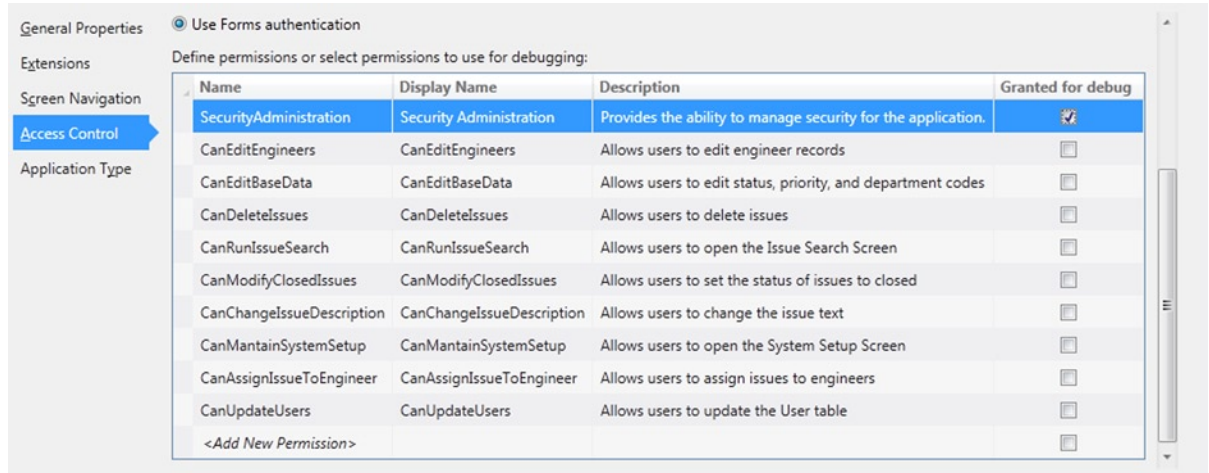 General Properties
Extensions
Screen Navigation
Access Control
Application Type
Use Forms authentication
Define permissions or select permissions to use for debugging:
Name Display Name Description Granted for debug
SecurityAdministration Security Administration Provides the ability to manage security for the application.
CanEditEngineers CanEditEngineers Allows users to edit engineer records
CanEditBaseData CanEditBaseData Allows users to edit status, priority, and department codes
CanDeleteIssues CanDeleteIssues Allows users to delete issues
CanRunIssueSearch CanRunIssueSearch Allows users to open the Issue Search Screen
CanModifyClosedIssues CanModifyClosedIssues Allows users to set the status of issues to closed
CanChangeIssueDescription CanChangeIssueDescription Allows users to change the issue text
CanMantainSystemSetup CanMantainSystemSetup Allows users to open the System Setup Screen
CanAssignIssueToEngineer CanAssignIssueToEngineer Allows users to assign issues to engineers
CanUpdateUsers CanUpdateUsers Allows users to update the User table
<Add New Permission>